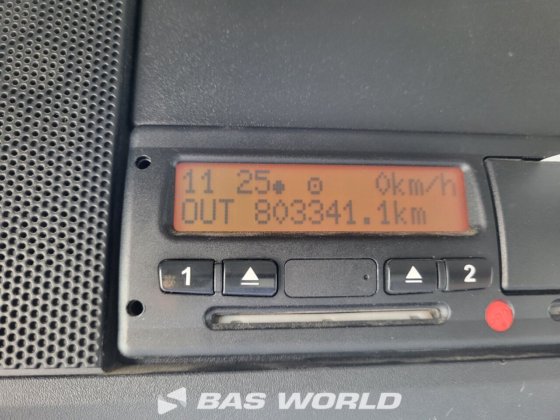 11 25• ⊙ 0km/h
OUT 803341.1km
1 2
BAS WORLD